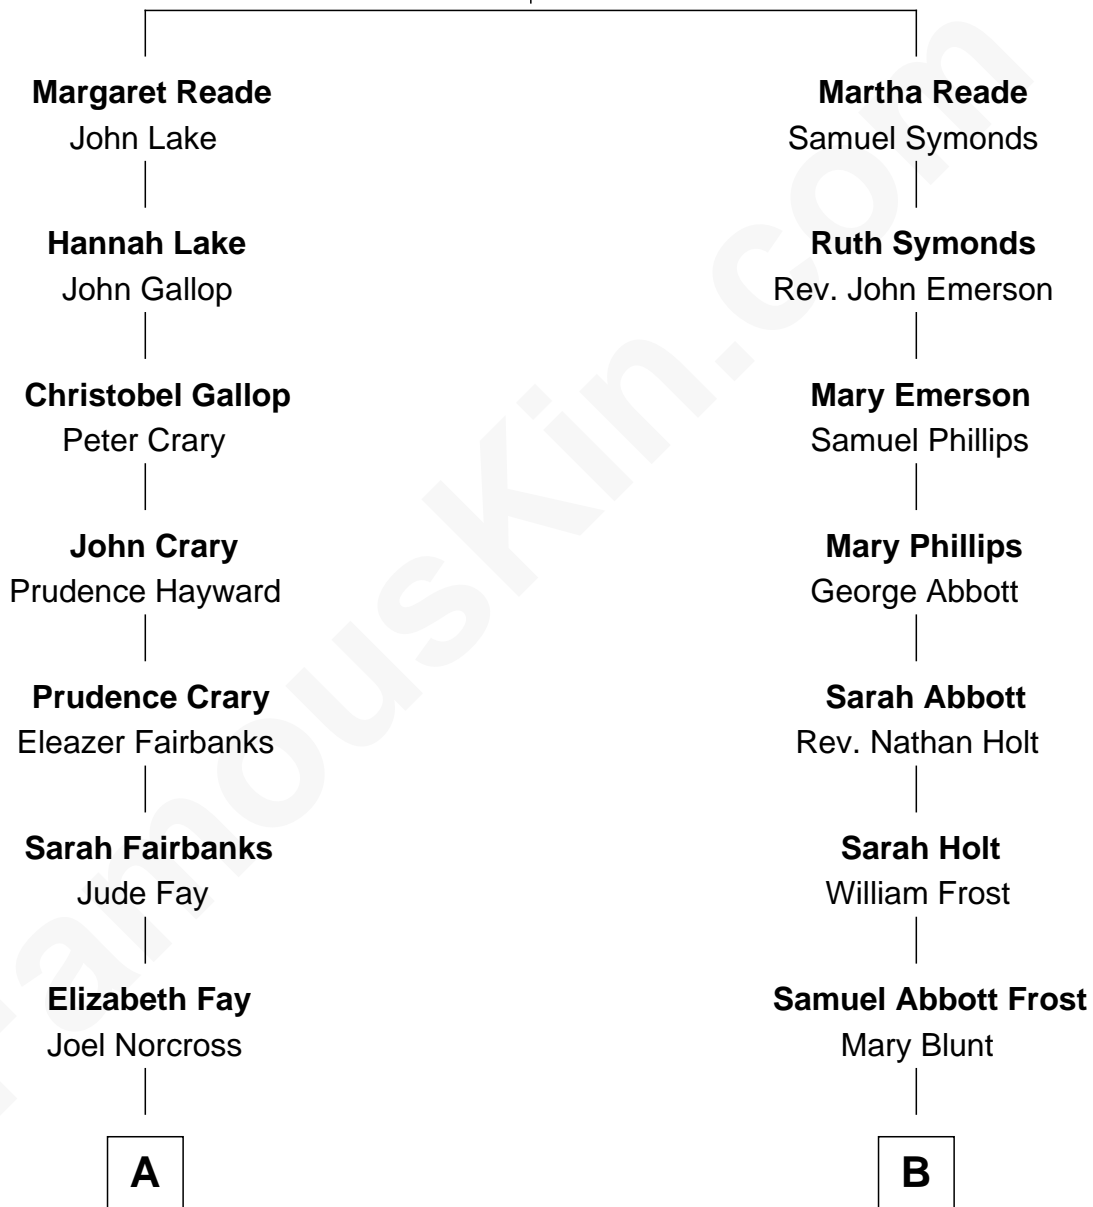 Margaret Reade
John Lake
Hannah Lake
John Gallop
Christobel Gallop
Peter Crary
John Crary
Prudence Hayward
Prudence Crary
Eleazer Fairbanks
Sarah Fairbanks
Jude Fay
Elizabeth Fay
Joel Norcross
A
Martha Reade
Samuel Symonds
Ruth Symonds
Rev. John Emerson
Mary Emerson
Samuel Phillips
Mary Phillips
George Abbott
Sarah Abbott
Rev. Nathan Holt
Sarah Holt
William Frost
Samuel Abbott Frost
Mary Blunt
B
FamousKin.com